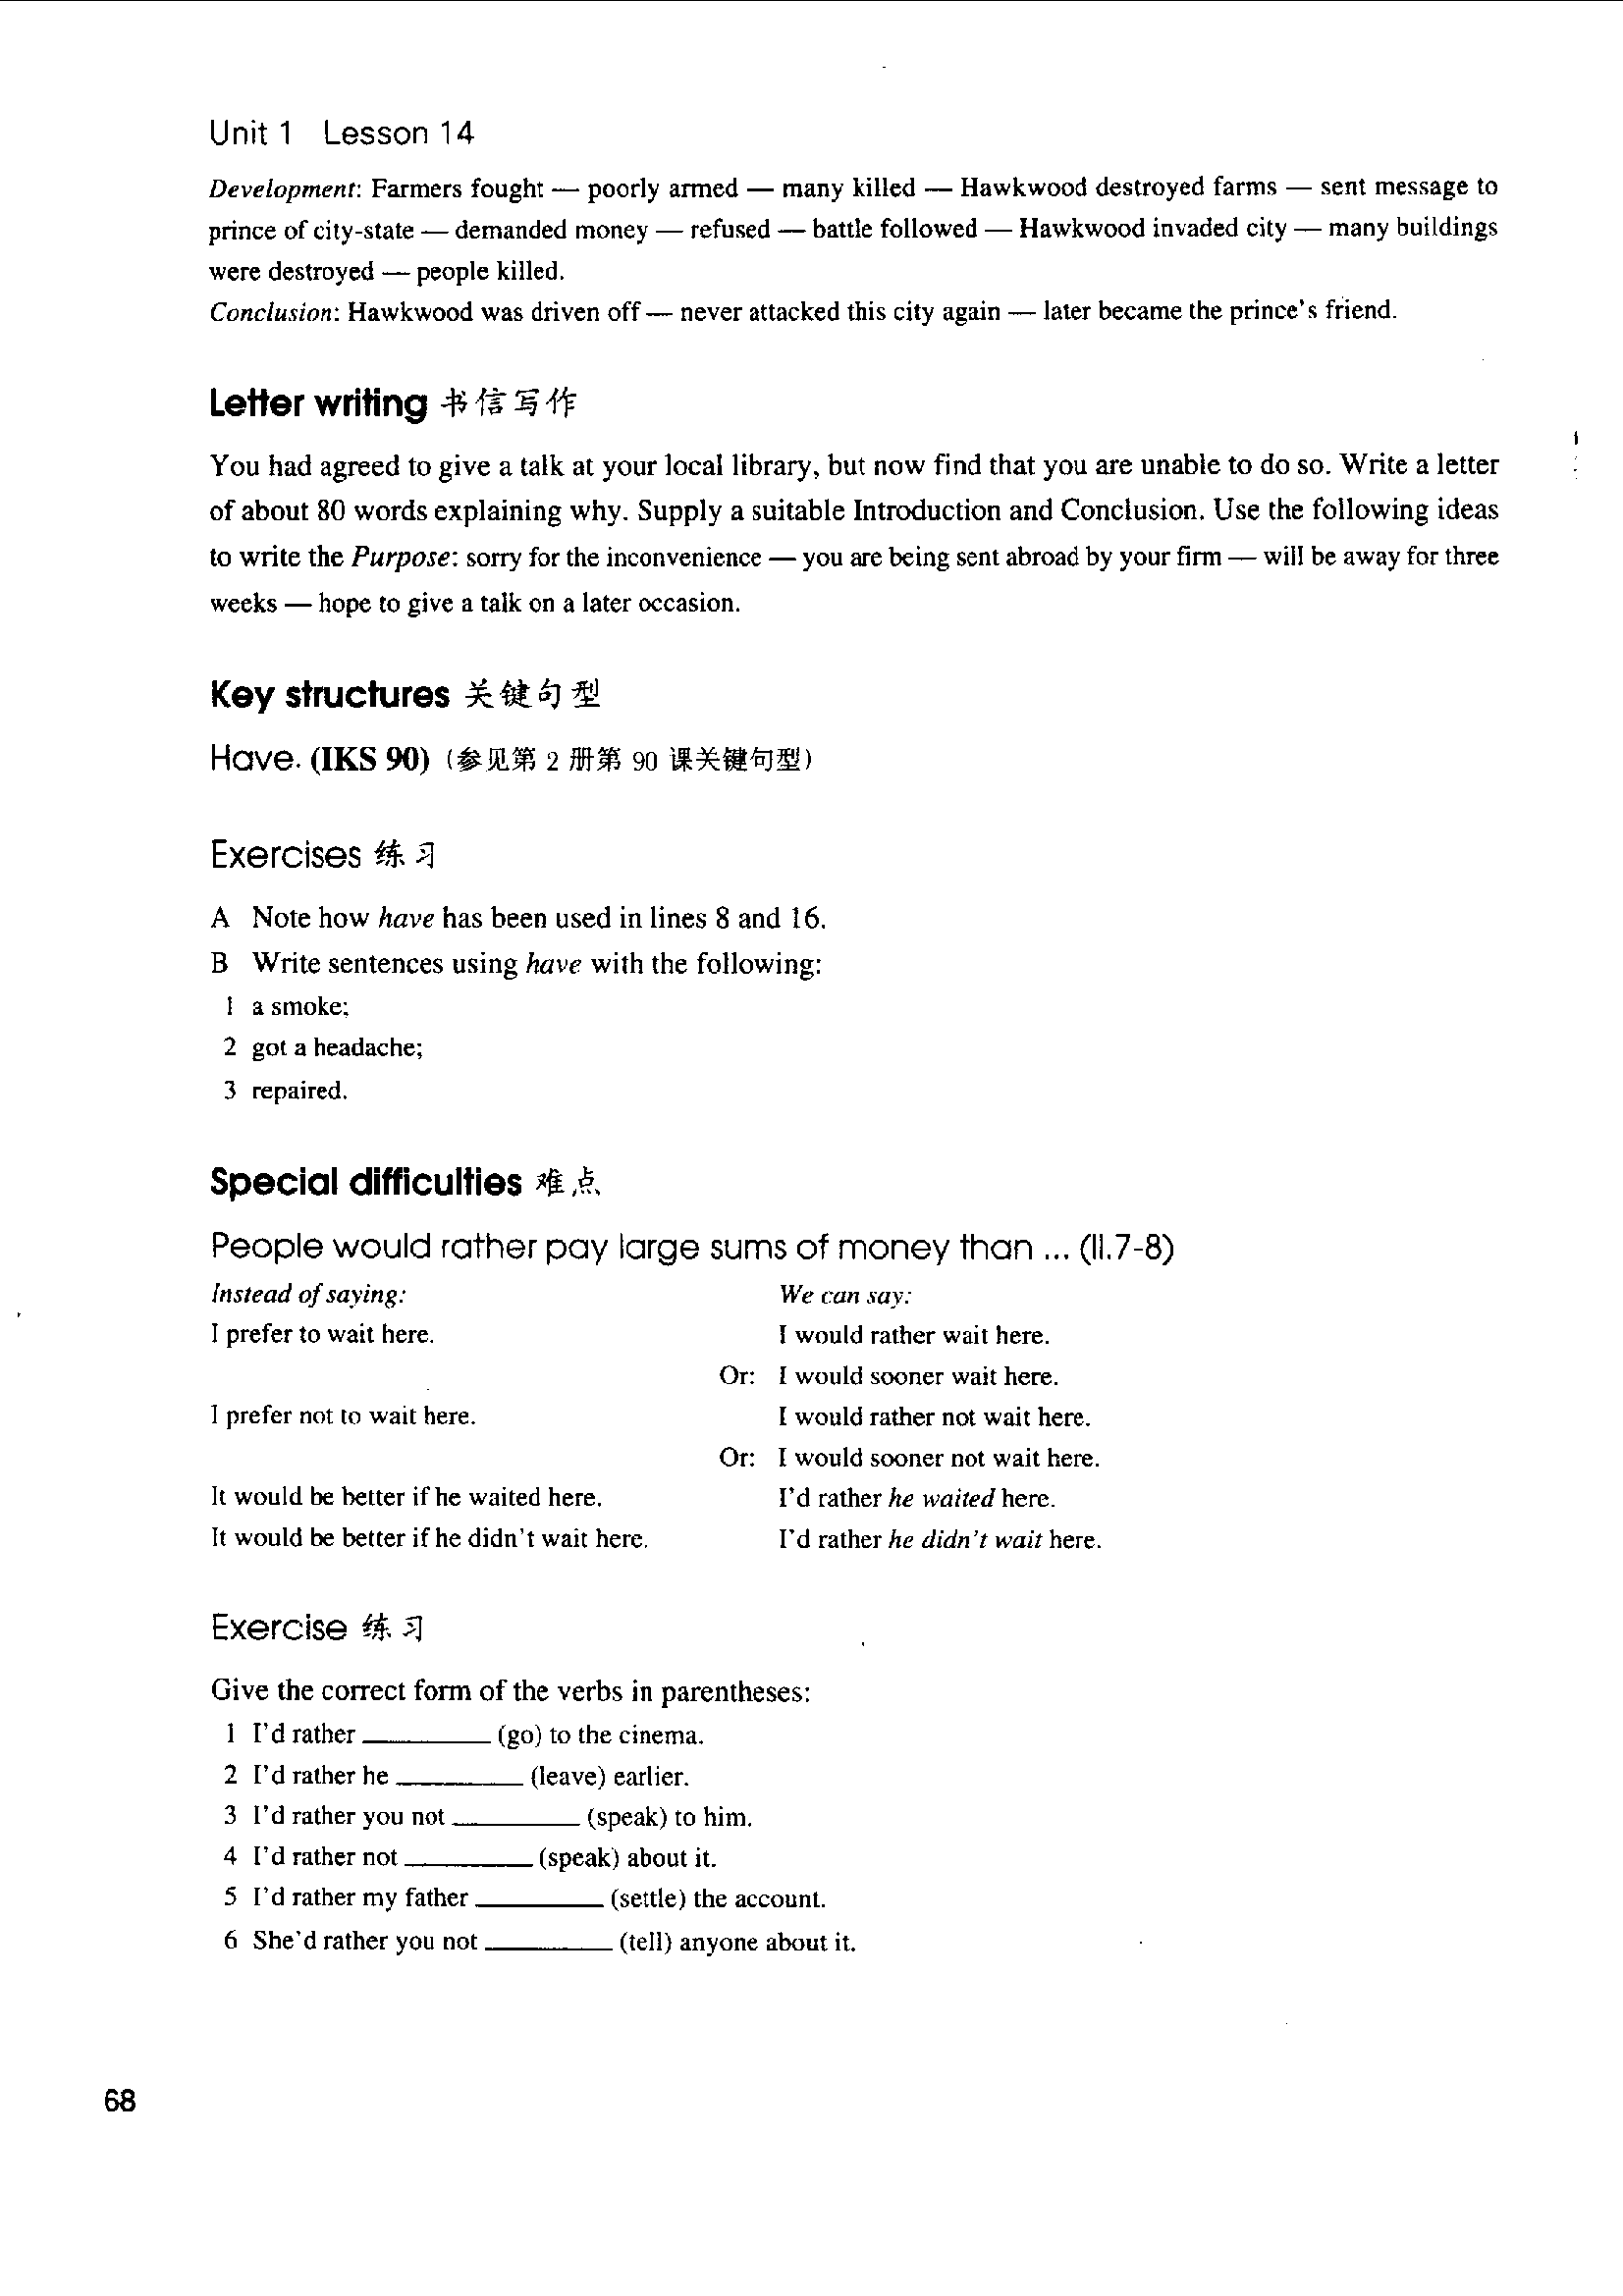 Unit 1 Lesson 14
Development: Farmers fought — poorly armed — many killed — Hawkwood destroyed farms — sent message to
prince of city-state — demanded money — refused — battle followed — Hawkwood invaded city — many buildings
were destroyed — people killed.
Conclusion: Hawkwood was driven off — never attacked this city again — later became the prince's friend.
Letter writing 书信写作
You had agreed to give a talk at your local library, but now find that you are unable to do so. Write a letter
of about 80 words explaining why. Supply a suitable Introduction and Conclusion. Use the following ideas
to write the Purpose: sorry for the inconvenience — you are being sent abroad by your firm — will be away for three
weeks — hope to give a talk on a later occasion.
Key structures 关键句型
Have. (IKS 90) (参见第 2 册第 90 课关键句型)
Exercises 练习
A Note how have has been used in lines 8 and 16.
B Write sentences using have with the following:
1 a smoke;
2 got a headache;
3 repaired.
Special difficulties 难点
People would rather pay large sums of money than ... (ll.7-8)
Instead of saying: We can say:
I prefer to wait here. I would rather wait here.
Or: I would sooner wait here.
I prefer not to wait here. I would rather not wait here.
Or: I would sooner not wait here.
It would be better if he waited here. I'd rather he waited here.
It would be better if he didn't wait here. I'd rather he didn't wait here.
Exercise 练习
Give the correct form of the verbs in parentheses:
1 I'd rather __________ (go) to the cinema.
2 I'd rather he __________ (leave) earlier.
3 I'd rather you not __________ (speak) to him.
4 I'd rather not __________ (speak) about it.
5 I'd rather my father __________ (settle) the account.
6 She'd rather you not __________ (tell) anyone about it.
68